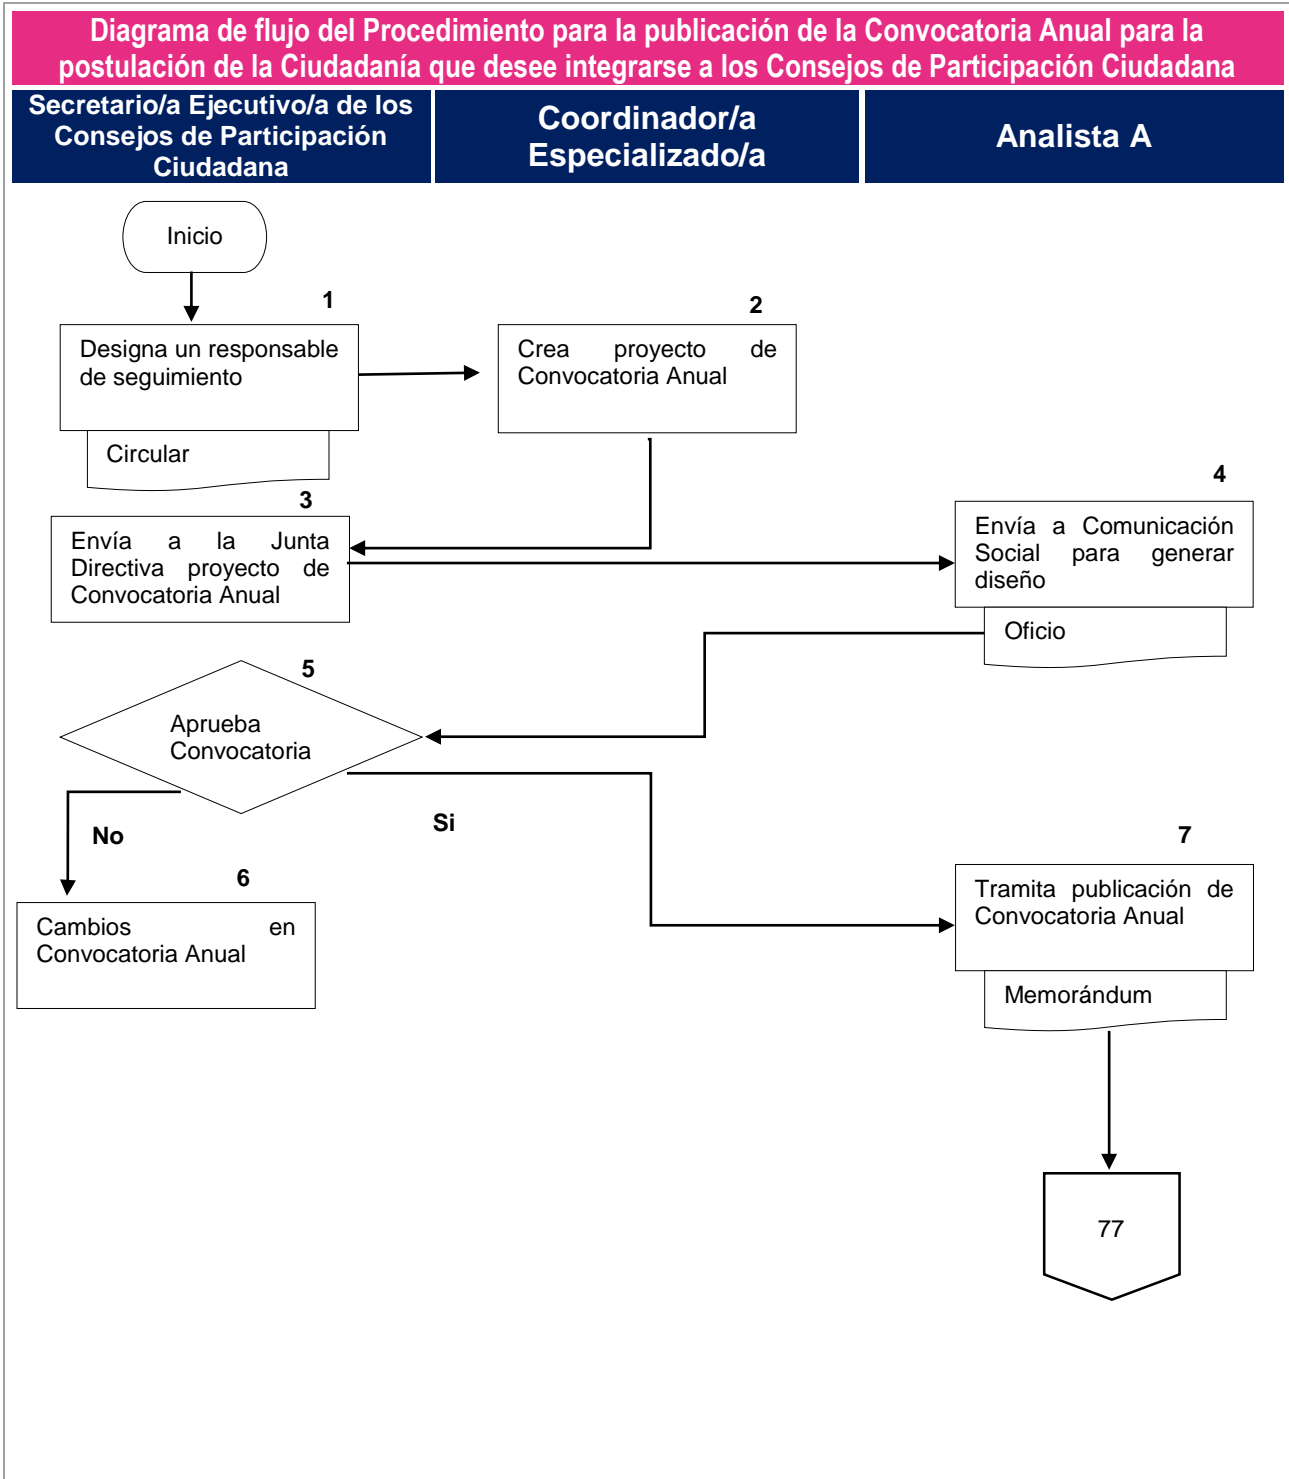 Diagrama de flujo del Procedimiento para la publicación de la Convocatoria Anual para la
postulación de la Ciudadanía que desee integrarse a los Consejos de Participación Ciudadana
Secretario/a Ejecutivo/a de los
Consejos de Participación
Ciudadana
Coordinador/a
Especializado/a
Analista A
Inicio
1
Designa un responsable
de seguimiento
Circular
2
Crea proyecto de
Convocatoria Anual
3
Envía a la Junta
Directiva proyecto de
Convocatoria Anual
4
Envía a Comunicación
Social para generar
diseño
Oficio
5
Aprueba
Convocatoria
No
Si
6
Cambios en
Convocatoria Anual
7
Tramita publicación de
Convocatoria Anual
Memorándum
77